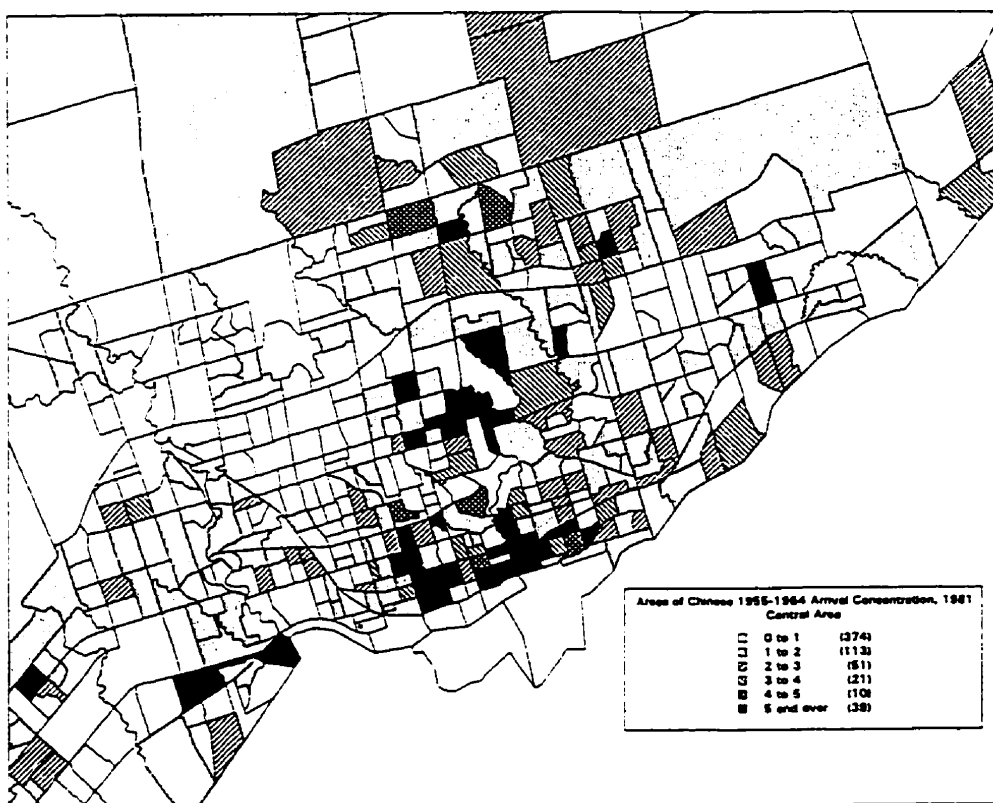 Areas of Chinese 1955-1964 Arrival Concentration, 1981
Central Area
0 to 1 (374)
1 to 2 (113)
2 to 3 (51)
3 to 4 (21)
4 to 5 (10)
5 and over (39)